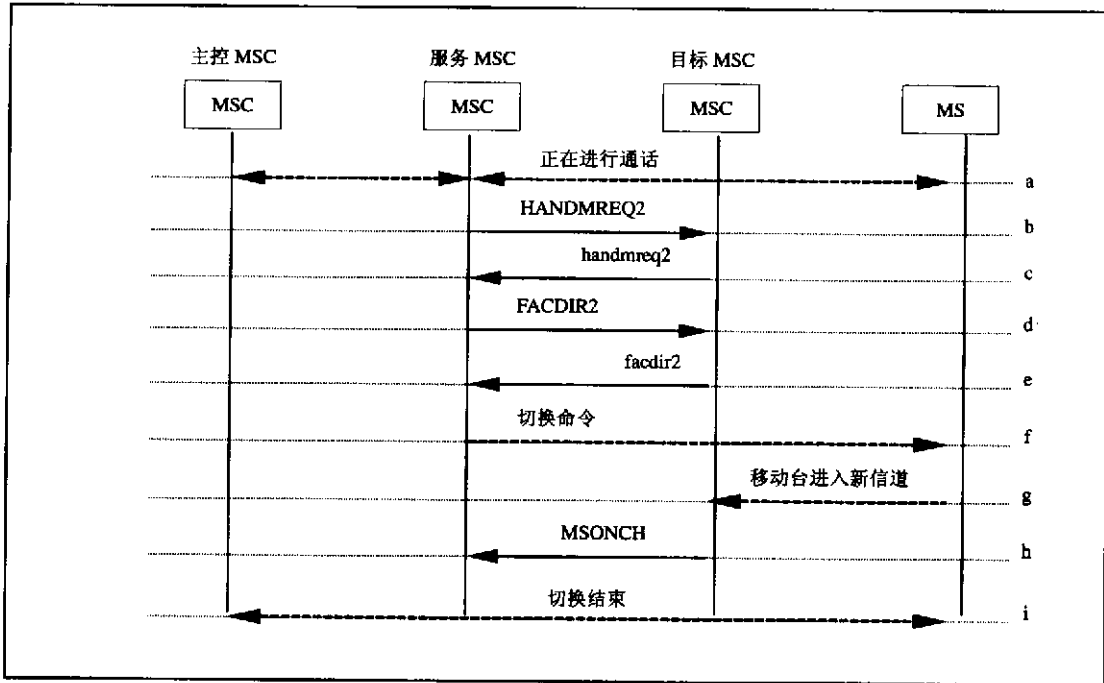 主控 MSC
服务 MSC
目标 MSC
MSC
MSC
MSC
MS
正在进行通话
a
HANDMREQ2
b
handmreq2
c
FACDIR2
d
facdir2
e
切换命令
f
移动台进入新信道
g
MSONCH
h
切换结束
i